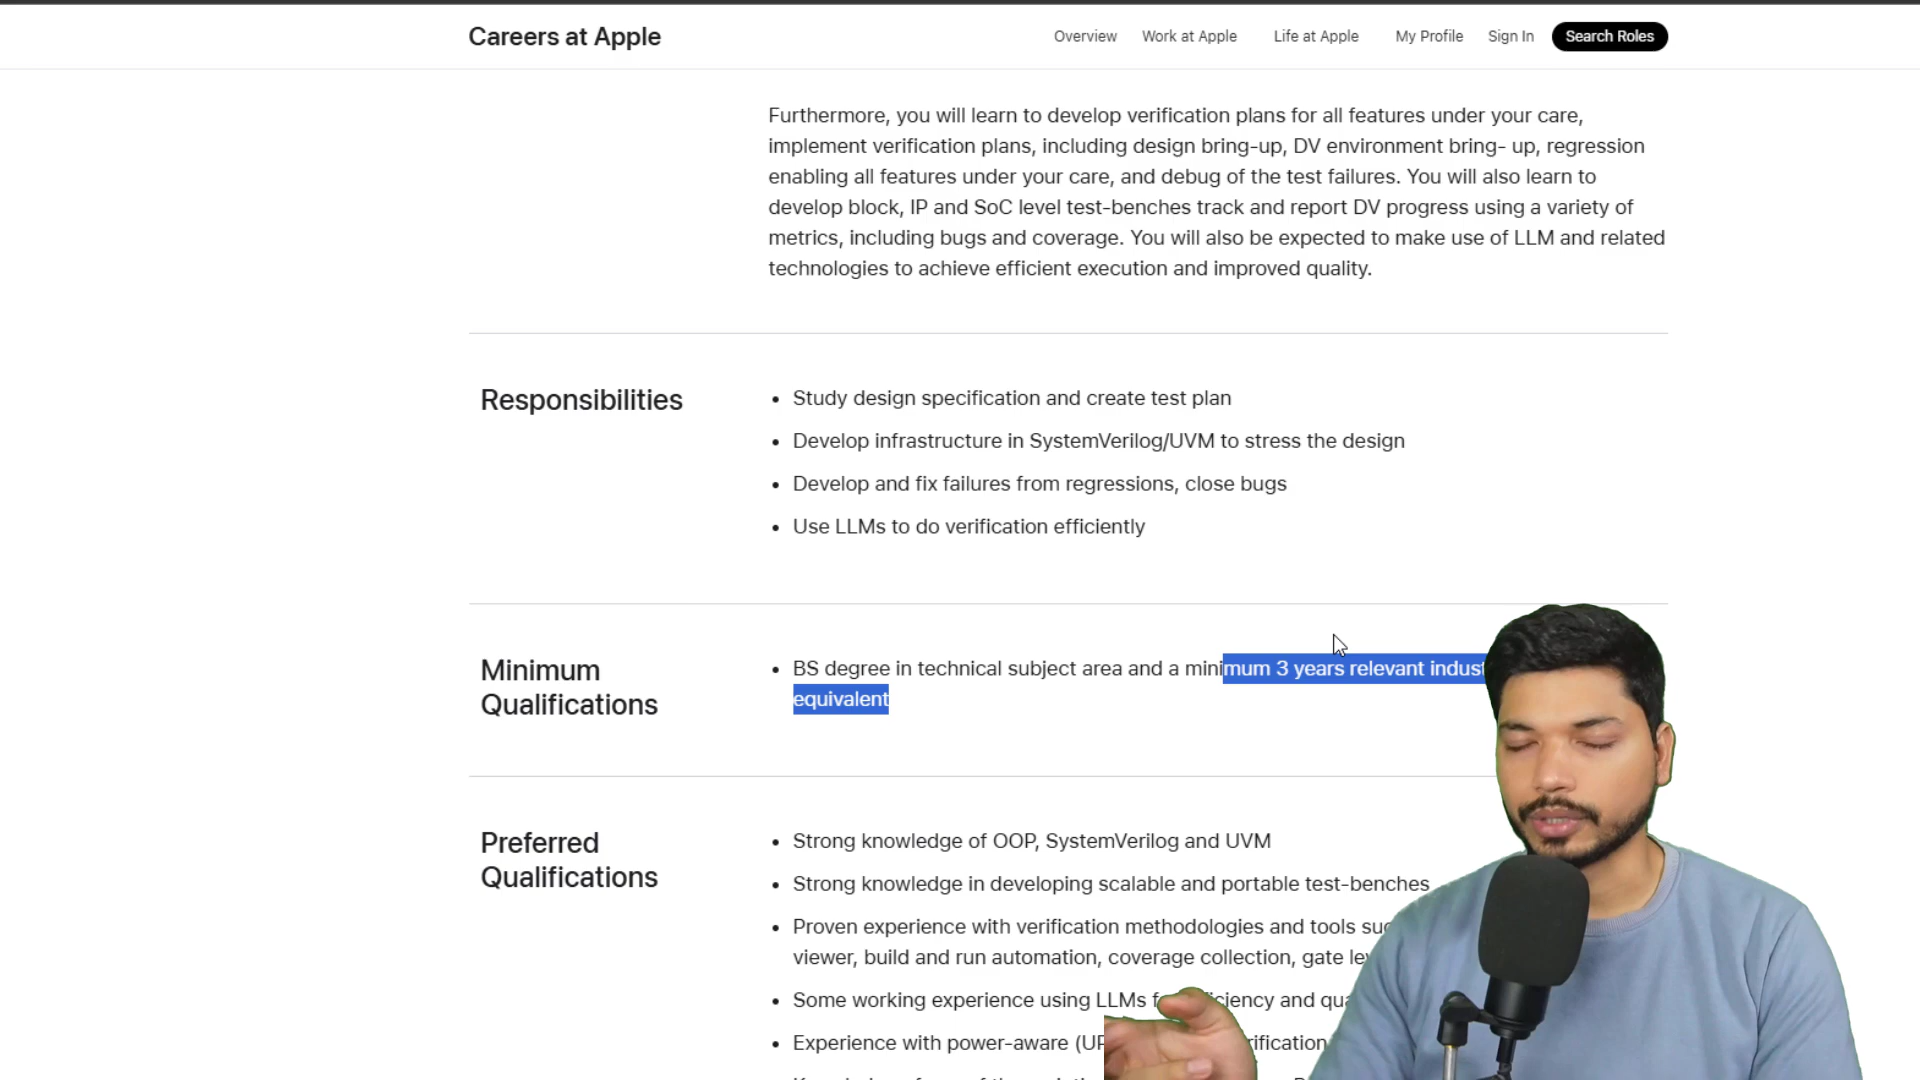 Careers at Apple
Overview Work at Apple Life at Apple My Profile Sign In Search Roles
Furthermore, you will learn to develop verification plans for all features under your care,
implement verification plans, including design bring-up, DV environment bring- up, regression
enabling all features under your care, and debug of the test failures. You will also learn to
develop block, IP and SoC level test-benches track and report DV progress using a variety of
metrics, including bugs and coverage. You will also be expected to make use of LLM and related
technologies to achieve efficient execution and improved quality.
Responsibilities
• Study design specification and create test plan
• Develop infrastructure in SystemVerilog/UVM to stress the design
• Develop and fix failures from regressions, close bugs
• Use LLMs to do verification efficiently
Minimum
Qualifications
• BS degree in technical subject area and a minimum 3 years relevant
equivalent
Preferred
Qualifications
• Strong knowledge of OOP, SystemVerilog and UVM
• Strong knowledge in developing scalable and portable test-benches
• Proven experience with verification methodologies and tools
viewer, build and run automation, coverage collection, gate
• Some working experience using LLMs
• Experience with power-aware